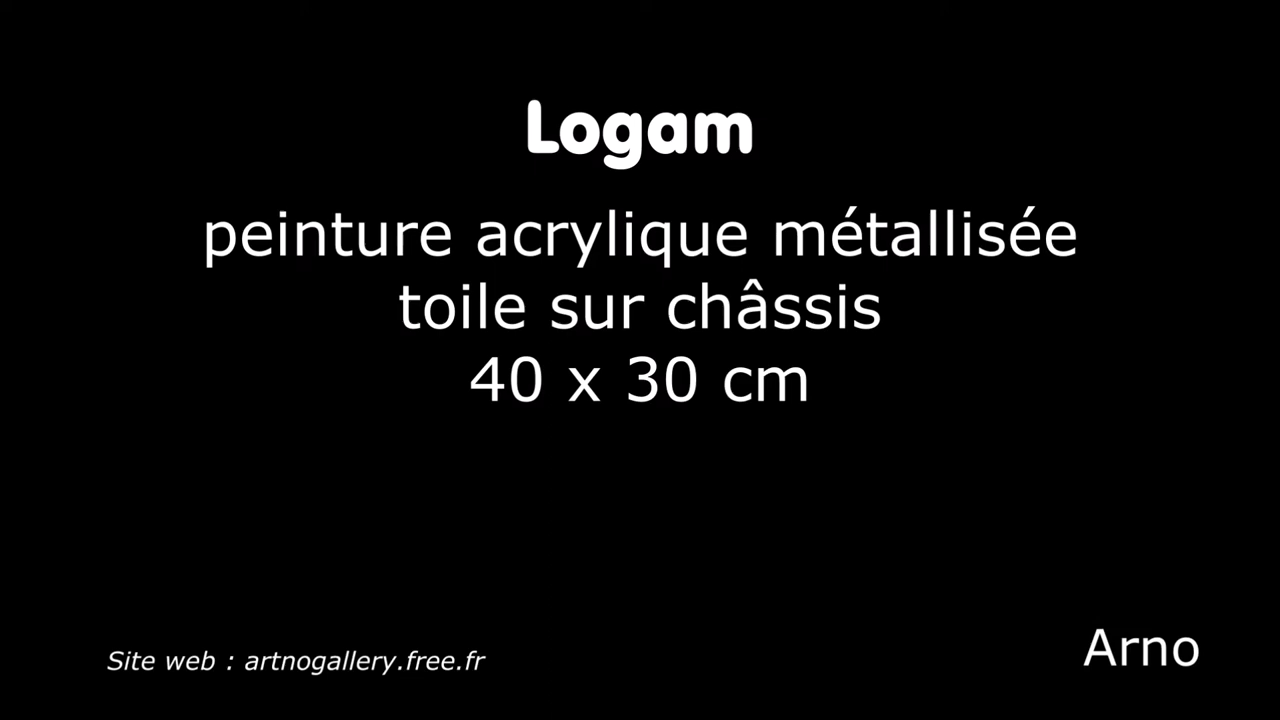 Logam
peinture acrylique métallisée
toile sur châssis
40 x 30 cm
Site web : artnogallery.free.fr
Arno